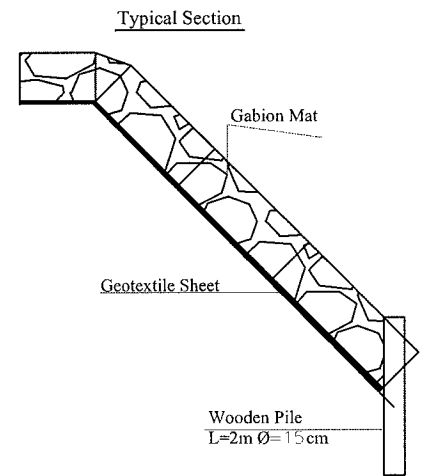 Typical Section
Gabion Mat
Geotextile Sheet
Wooden Pile
L=2m Ø=15cm